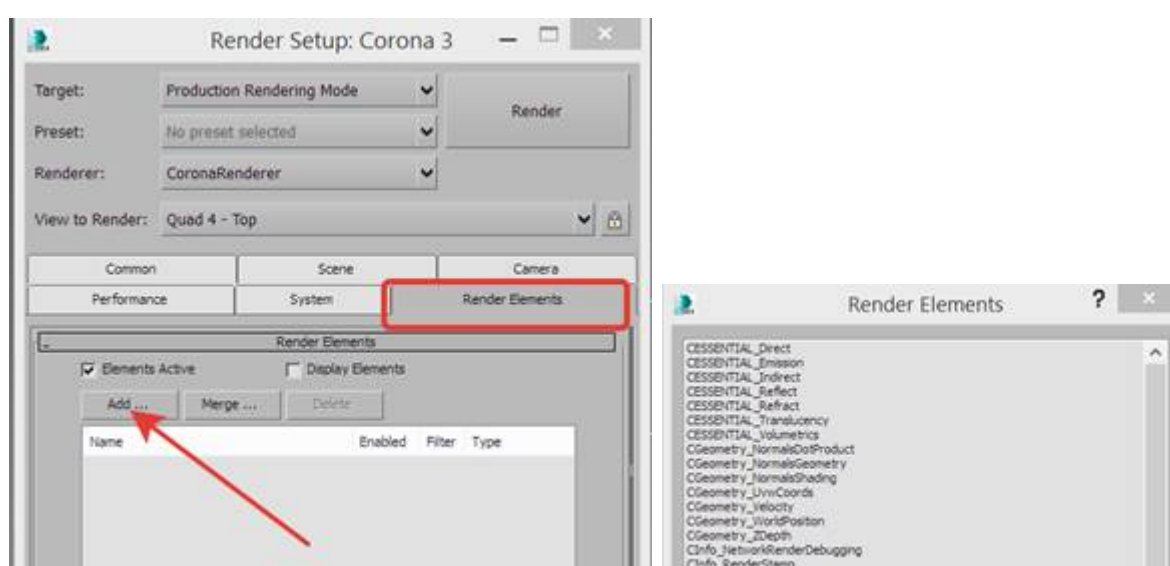 Render Setup: Corona 3
Target: Production Rendering Mode
Render
Preset: No preset selected
Renderer: CoronaRenderer
View to Render: Quad 4 - Top
Common Scene Camera
Performance System Render Elements
Render Elements
Elements Active Display Elements
Add ... Merge ... Delete
Name Enabled Filter Type
Render Elements ?
CESSENTIAL_Direct
CESSENTIAL_Emission
CESSENTIAL_Indirect
CESSENTIAL_Reflect
CESSENTIAL_Refract
CESSENTIAL_Translucency
CESSENTIAL_Volumetrics
CGeometry_NormalsDotProduct
CGeometry_NormalsGeometry
CGeometry_NormalsShading
CGeometry_UvwCoords
CGeometry_Velocity
CGeometry_WorldPosition
CGeometry_ZDepth
CInfo_NetworkRenderDebugging
CInfo_RenderStamp